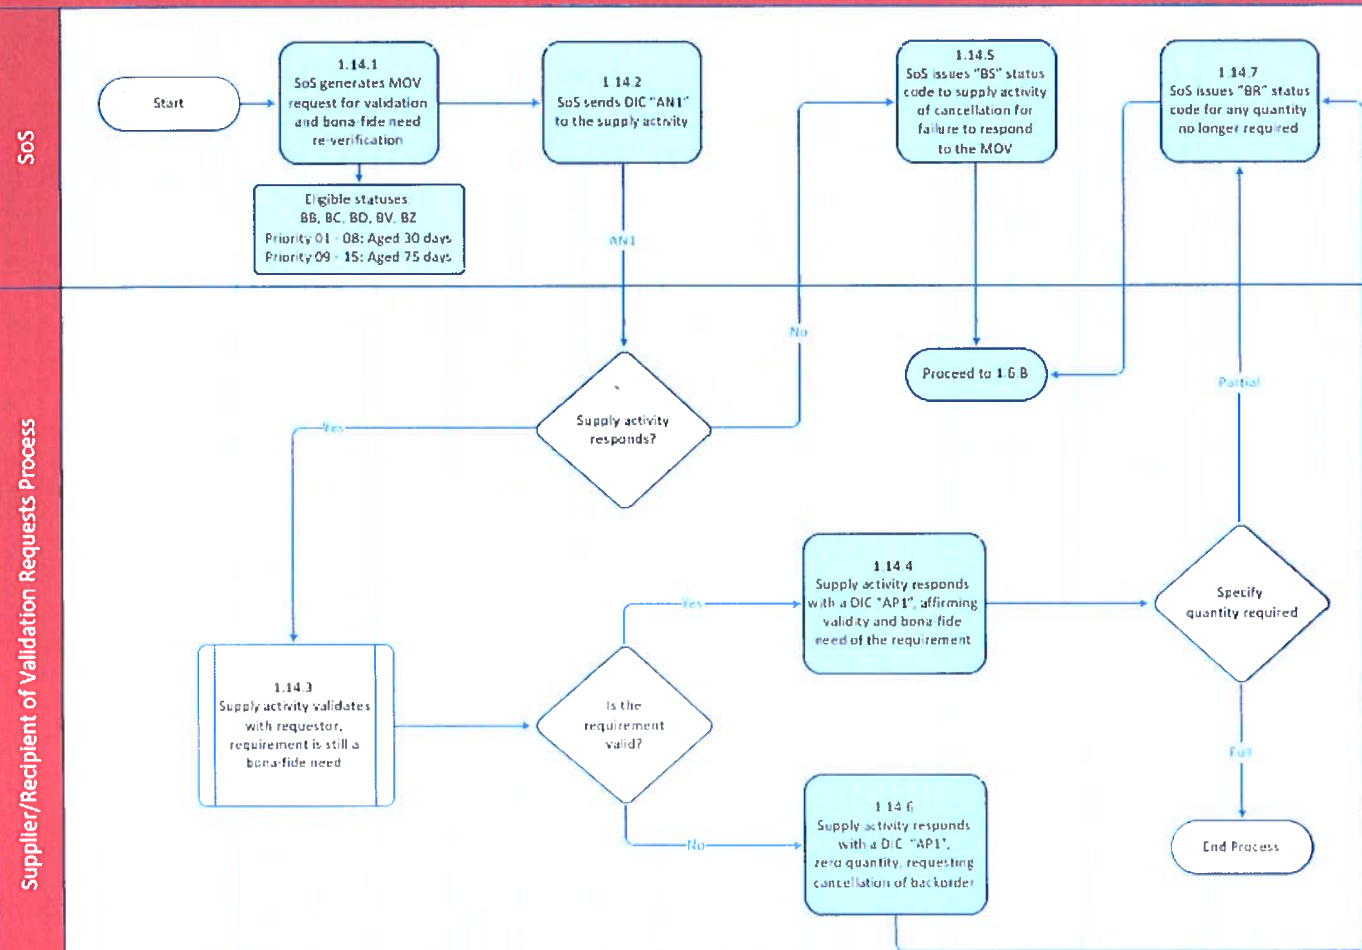 SoS
Start
1.14.1
SoS generates MOV
request for validation
and bona-fide need
re-verification
Eligible statuses:
BB, BC, BD, BV, BZ
Priority 01 - 08: Aged 30 days
Priority 09 - 15: Aged 75 days
1.14.2
SoS sends DIC "AN1"
to the supply activity
AN1
1.14.5
SoS issues "BS" status
code to supply activity
of cancellation for
failure to respond
to the MOV
1.14.7
SoS issues "BR" status
code for any quantity
no longer required
Supplier/Recipient of Validation Requests Process
Supply activity
responds?
Yes
No
Proceed to 1.6.B
Partial
1.14.3
Supply activity validates
with requestor,
requirement is still a
bona-fide need
Is the
requirement
valid?
Yes
No
1.14.4
Supply activity responds
with a DIC "AP1", affirming
validity and bona-fide
need of the requirement
Specify
quantity required
Full
1.14.6
Supply activity responds
with a DIC "AP1",
zero quantity, requesting
cancellation of backorder
End Process